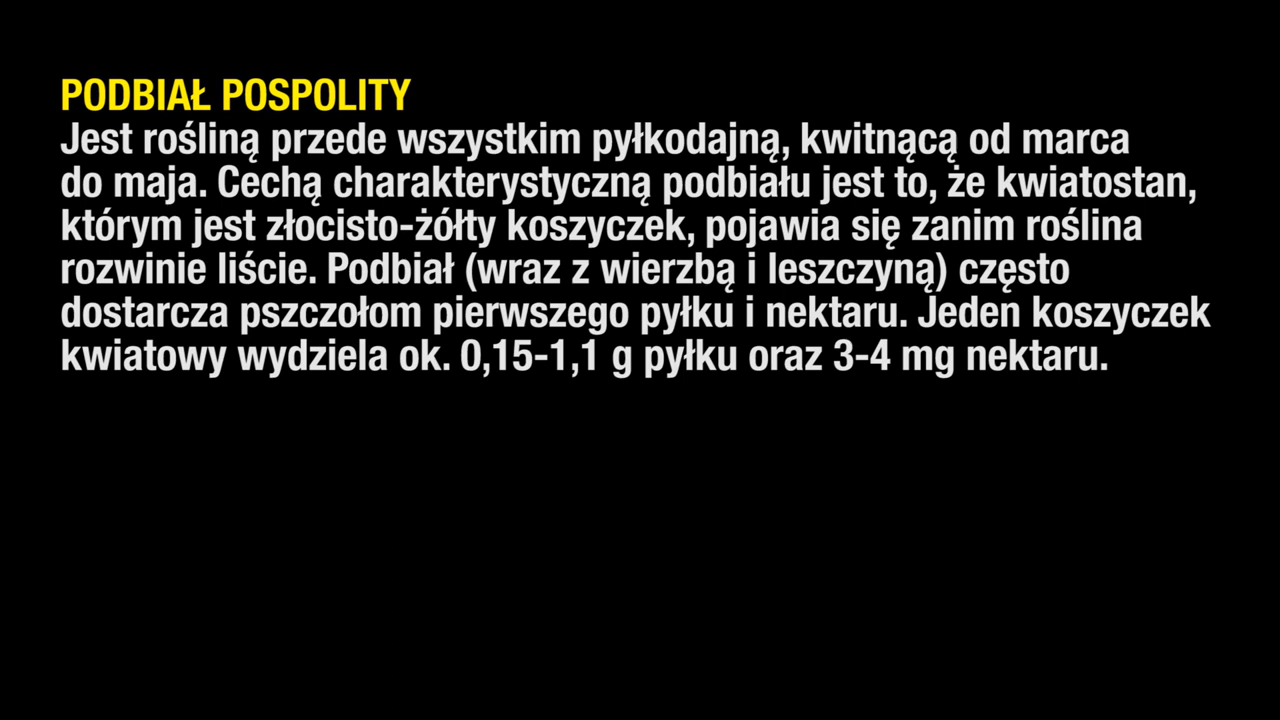 PODBIAŁ POSPOLITY
Jest rośliną przede wszystkim pyłkodajną, kwitnącą od marca
do maja. Cechą charakterystyczną podbiału jest to, że kwiatostan,
którym jest złocisto-żółty koszyczek, pojawia się zanim roślina
rozwinie liście. Podbiał (wraz z wierzbą i leszczyną) często
dostarcza pszczołom pierwszego pyłku i nektaru. Jeden koszyczek
kwiatowy wydziela ok. 0,15-1,1 g pyłku oraz 3-4 mg nektaru.